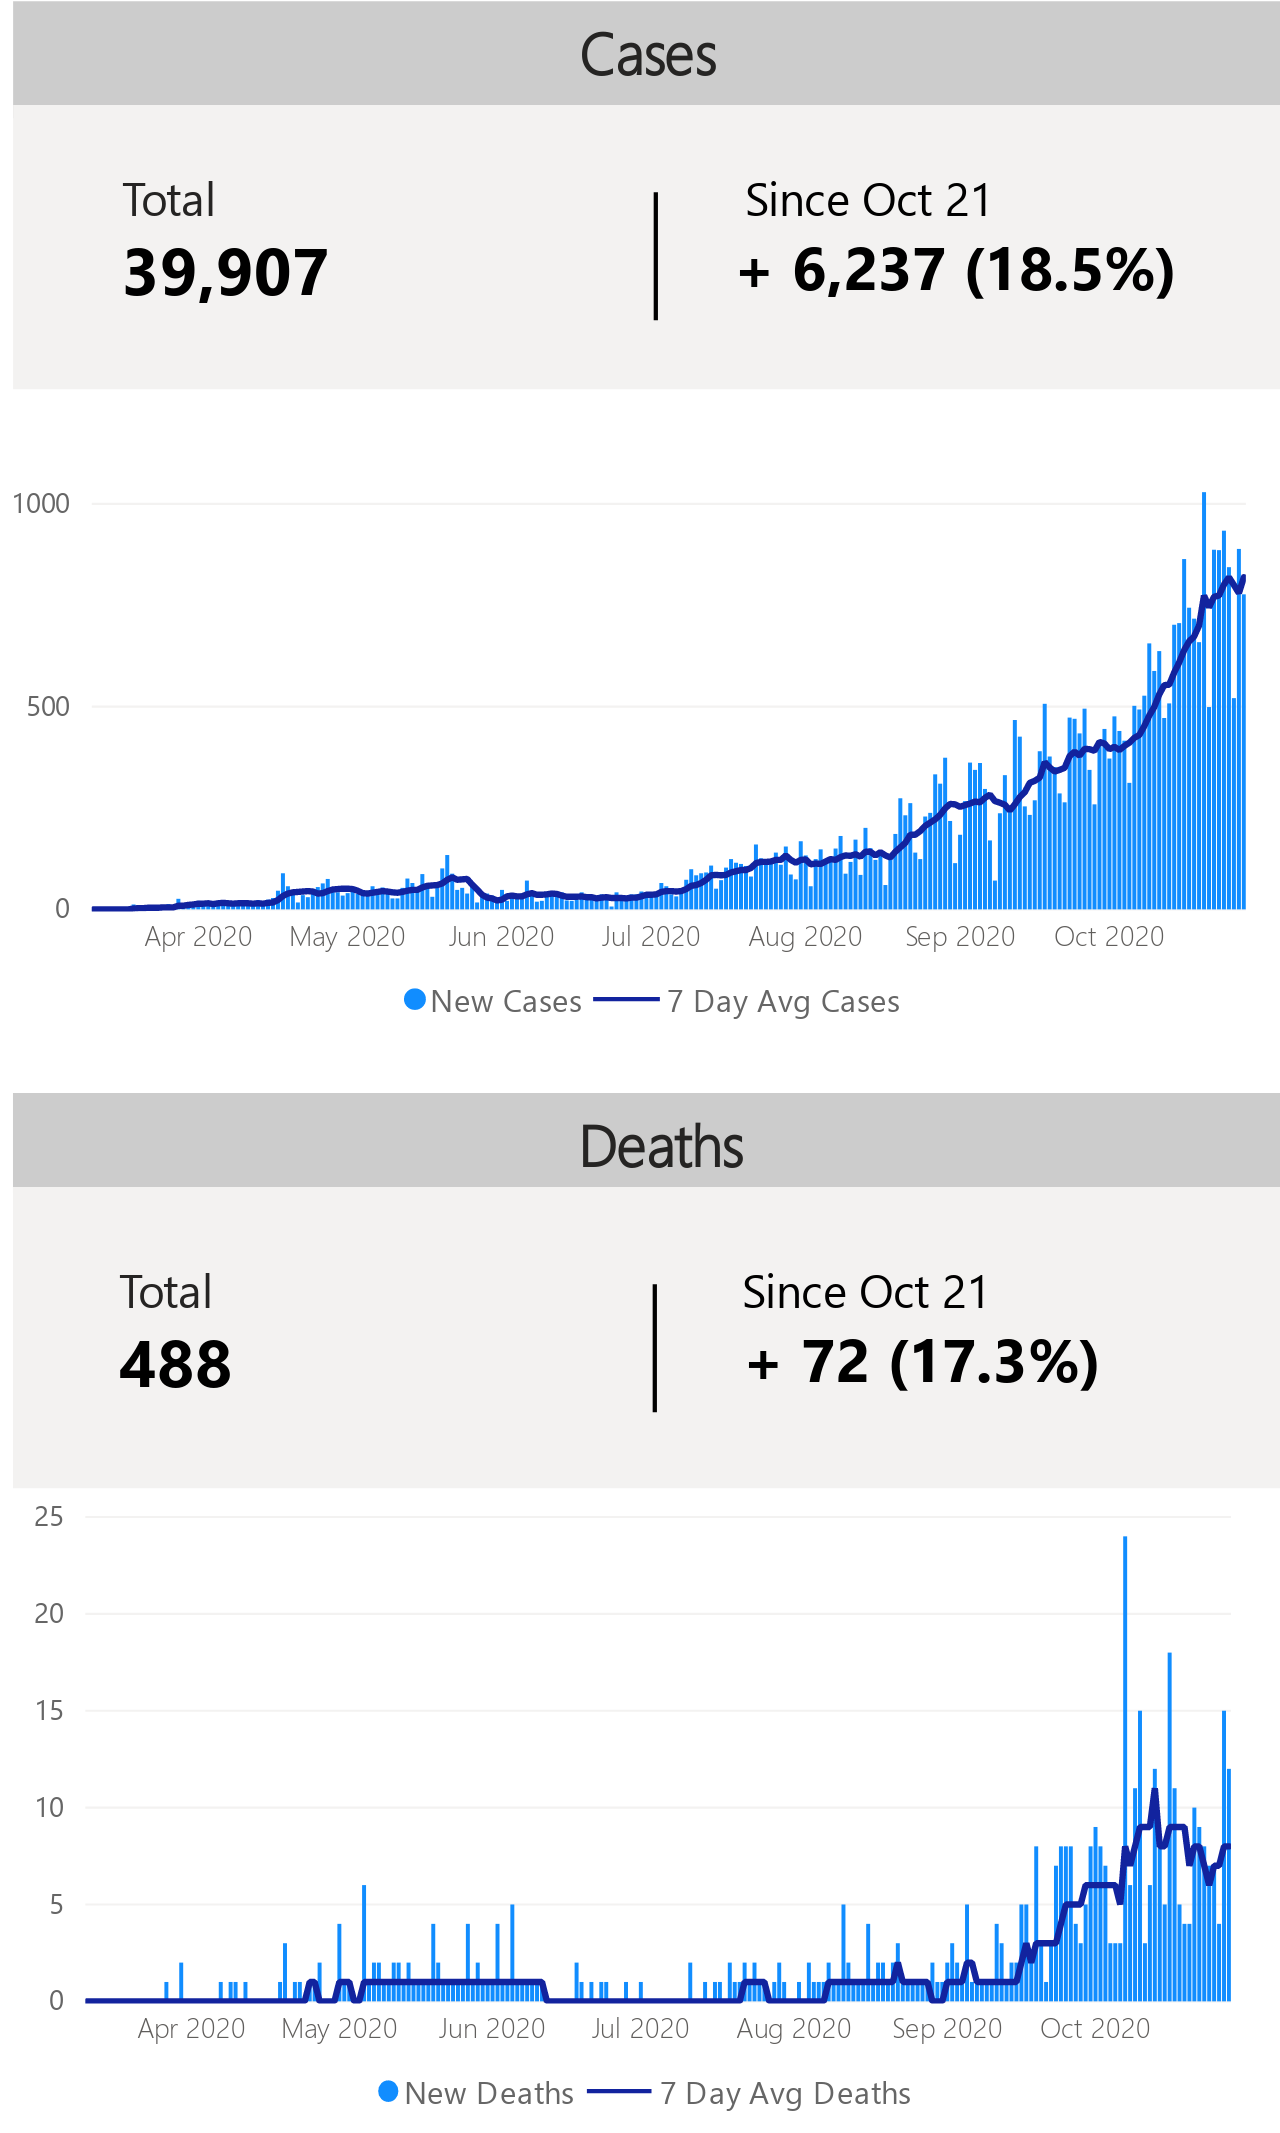 Cases
Total
Since Oct 21
39,907
+ 6,237 (18.5%)
1000
500
0
Apr 2020 May 2020 Jun 2020 Jul 2020 Aug 2020 Sep 2020 Oct 2020
New Cases 7 Day Avg Cases
Deaths
Total
Since Oct 21
488
+ 72 (17.3%)
25
20
15
10
5
0
Apr 2020 May 2020 Jun 2020 Jul 2020 Aug 2020 Sep 2020 Oct 2020
New Deaths 7 Day Avg Deaths